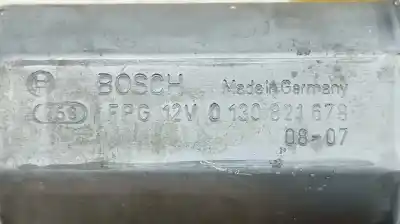 BOSCH Made in Germany
FPG 12V 0 130 821 678
08-07